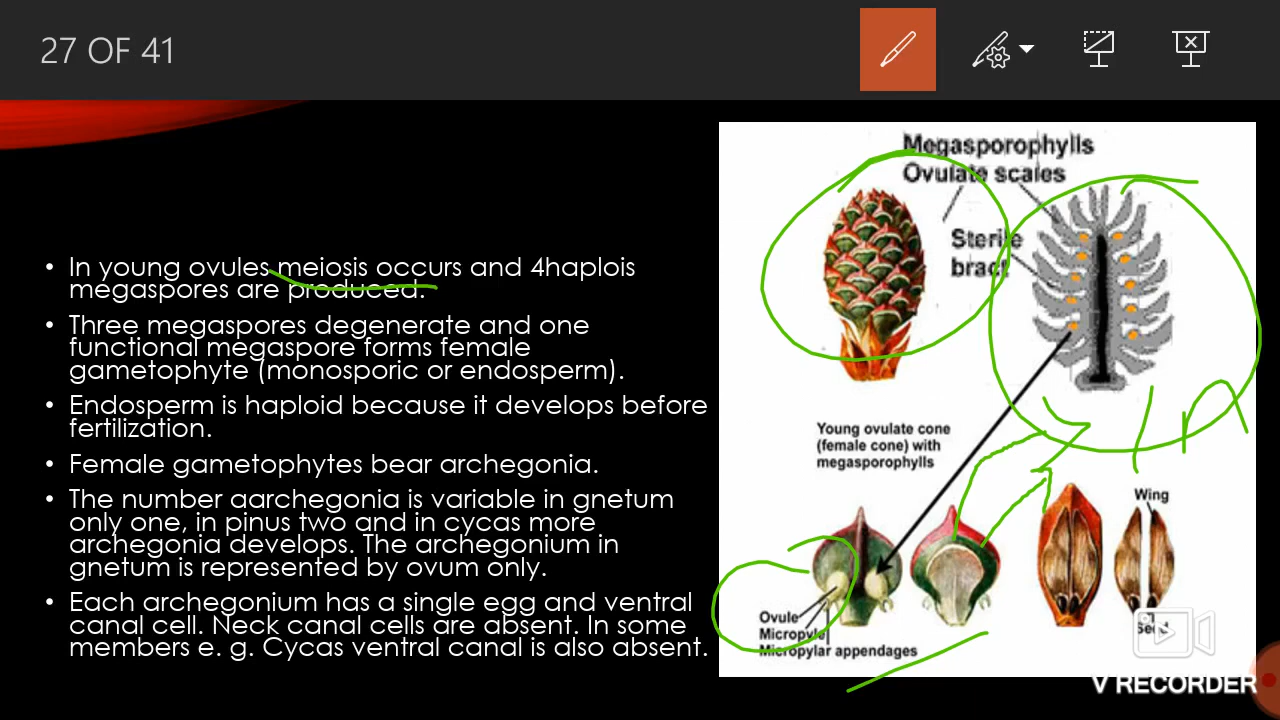 27 OF 41
• In young ovules meiosis occurs and 4haplois
megaspores are produced.
• Three megaspores degenerate and one
functional megaspore forms female
gametophyte (monosporic or endosperm).
• Endosperm is haploid because it develops before
fertilization.
• Female gametophytes bear archegonia.
• The number qarchegonia is variable in gnetum
only one, in pinus two and in cycas more
archegonia develops. The archegonium in
gnetum is represented by ovum only.
• Each archegonium has a single egg and ventral
canal cell. Neck canal cells are absent. In some
members e. g. Cycas ventral canal is also absent.
Megasporophylls
Ovulate scales
Sterile
bract
Young ovulate cone
(female cone) with
megasporophylls
1n
Wing
Ovule
Micropyle
Micropylar appendages
Seed
V RECORDER